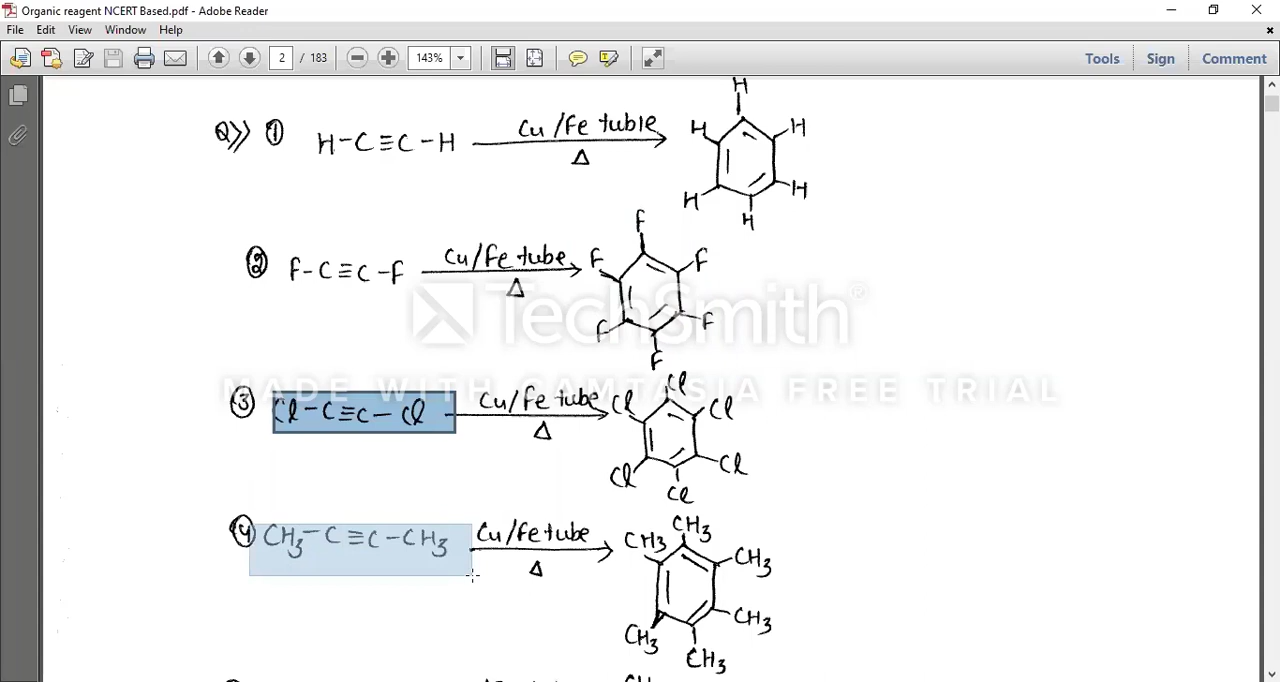 Organic reagent NCERT Based.pdf - Adobe Reader
File Edit View Window Help
2 / 183 143% Tools Sign Comment
Q>> ① H-C≡C-H Cu/Fe tuble Δ
H H H H H H
② F-C≡C-F Cu/Fe tube Δ
F F F F F F
TechSmith®
MADE WITH CAMTASIA FREE TRIAL
③ Cl-C≡C-Cl Cu/Fe tube Δ
Cl Cl Cl Cl Cl Cl
④ CH3-C≡C-CH3 Cu/Fe tube Δ
CH3 CH3 CH3 CH3 CH3 CH3
CH